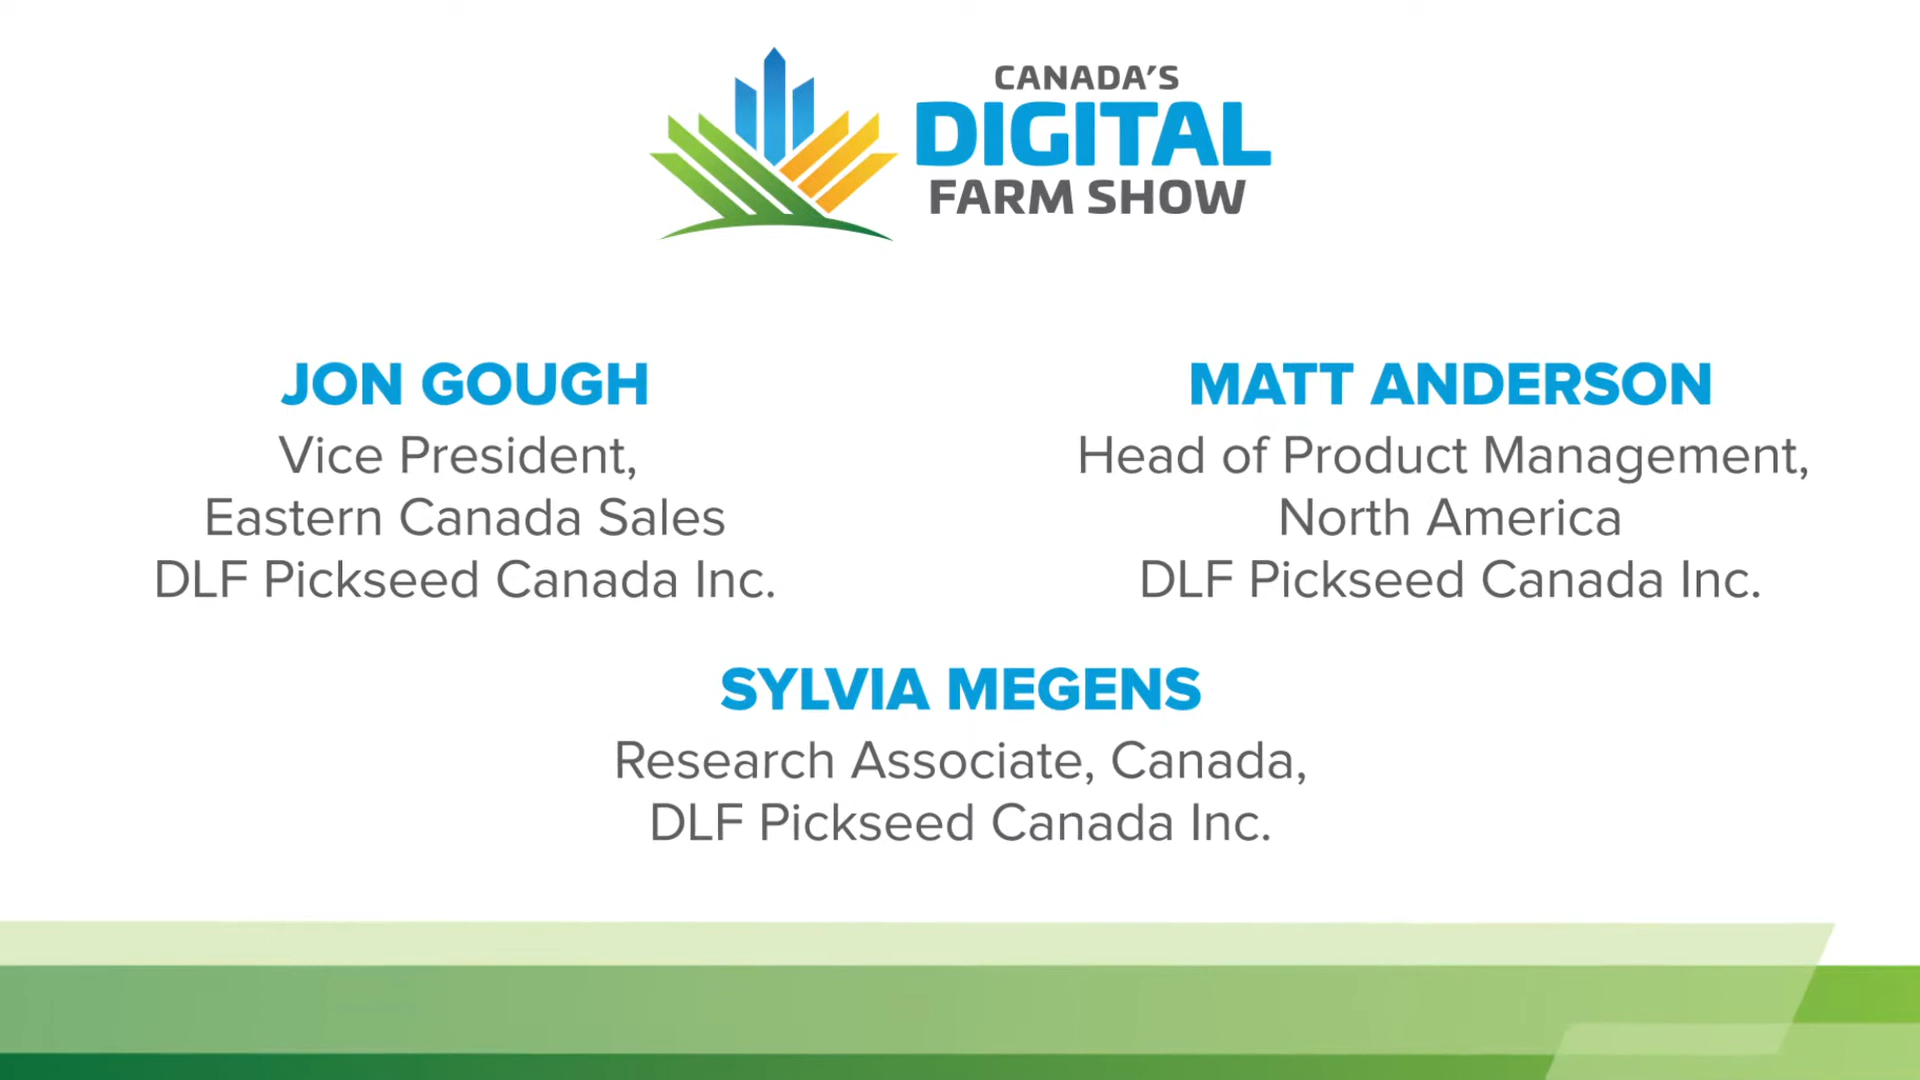 CANADA'S
DIGITAL
FARM SHOW
JON GOUGH
Vice President,
Eastern Canada Sales
DLF Pickseed Canada Inc.
MATT ANDERSON
Head of Product Management,
North America
DLF Pickseed Canada Inc.
SYLVIA MEGENS
Research Associate, Canada,
DLF Pickseed Canada Inc.